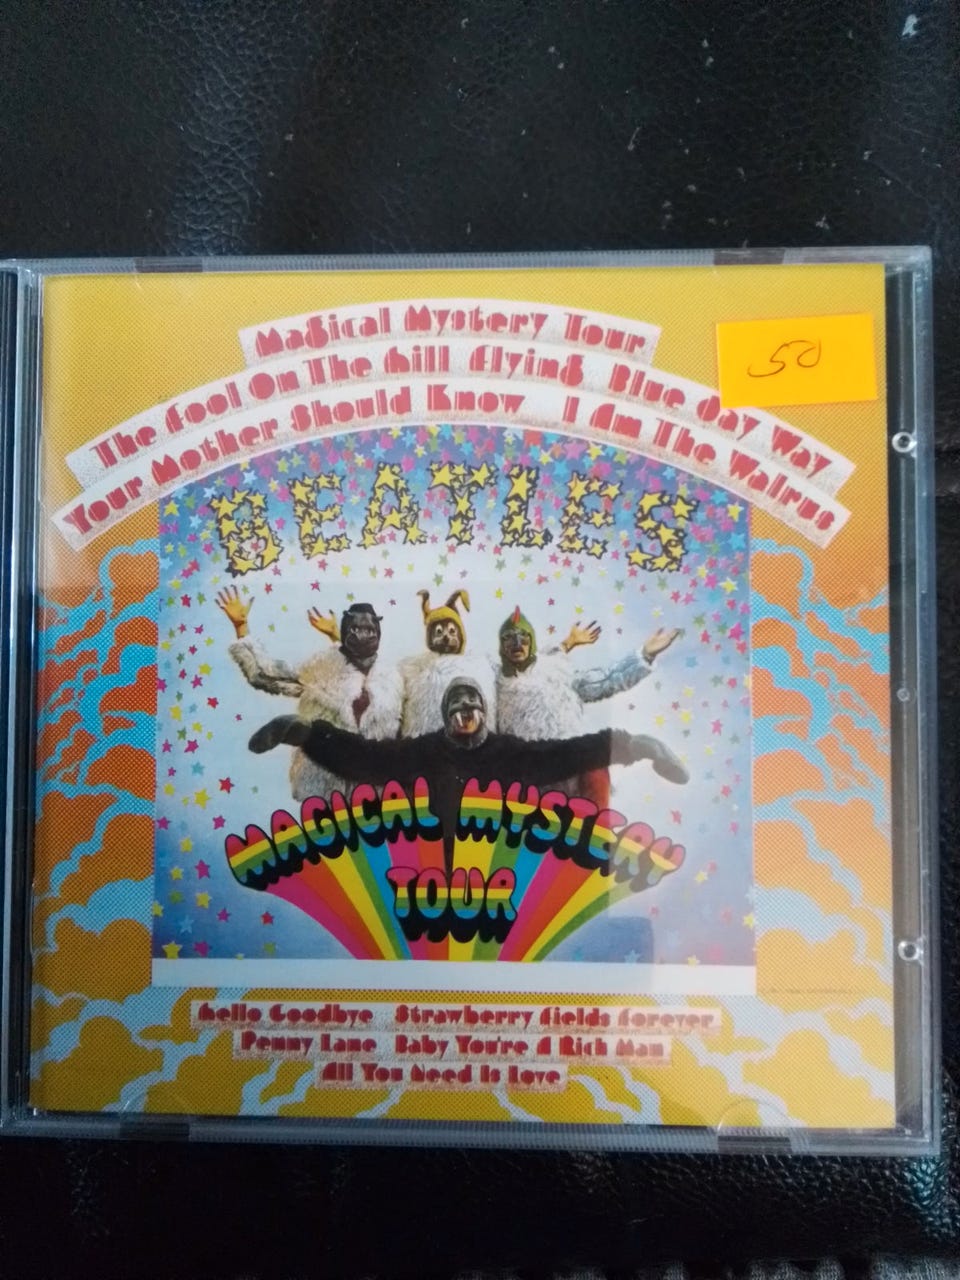 Magical Mystery Tour
The Fool On The Hill Flying Blue Jay Way
Your Mother Should Know I Am The Walrus
50
BEATLES
MAGICAL MYSTERY
TOUR
Hello Goodbye Strawberry Fields Forever
Penny Lane Baby You're A Rich Man
All You Need Is Love